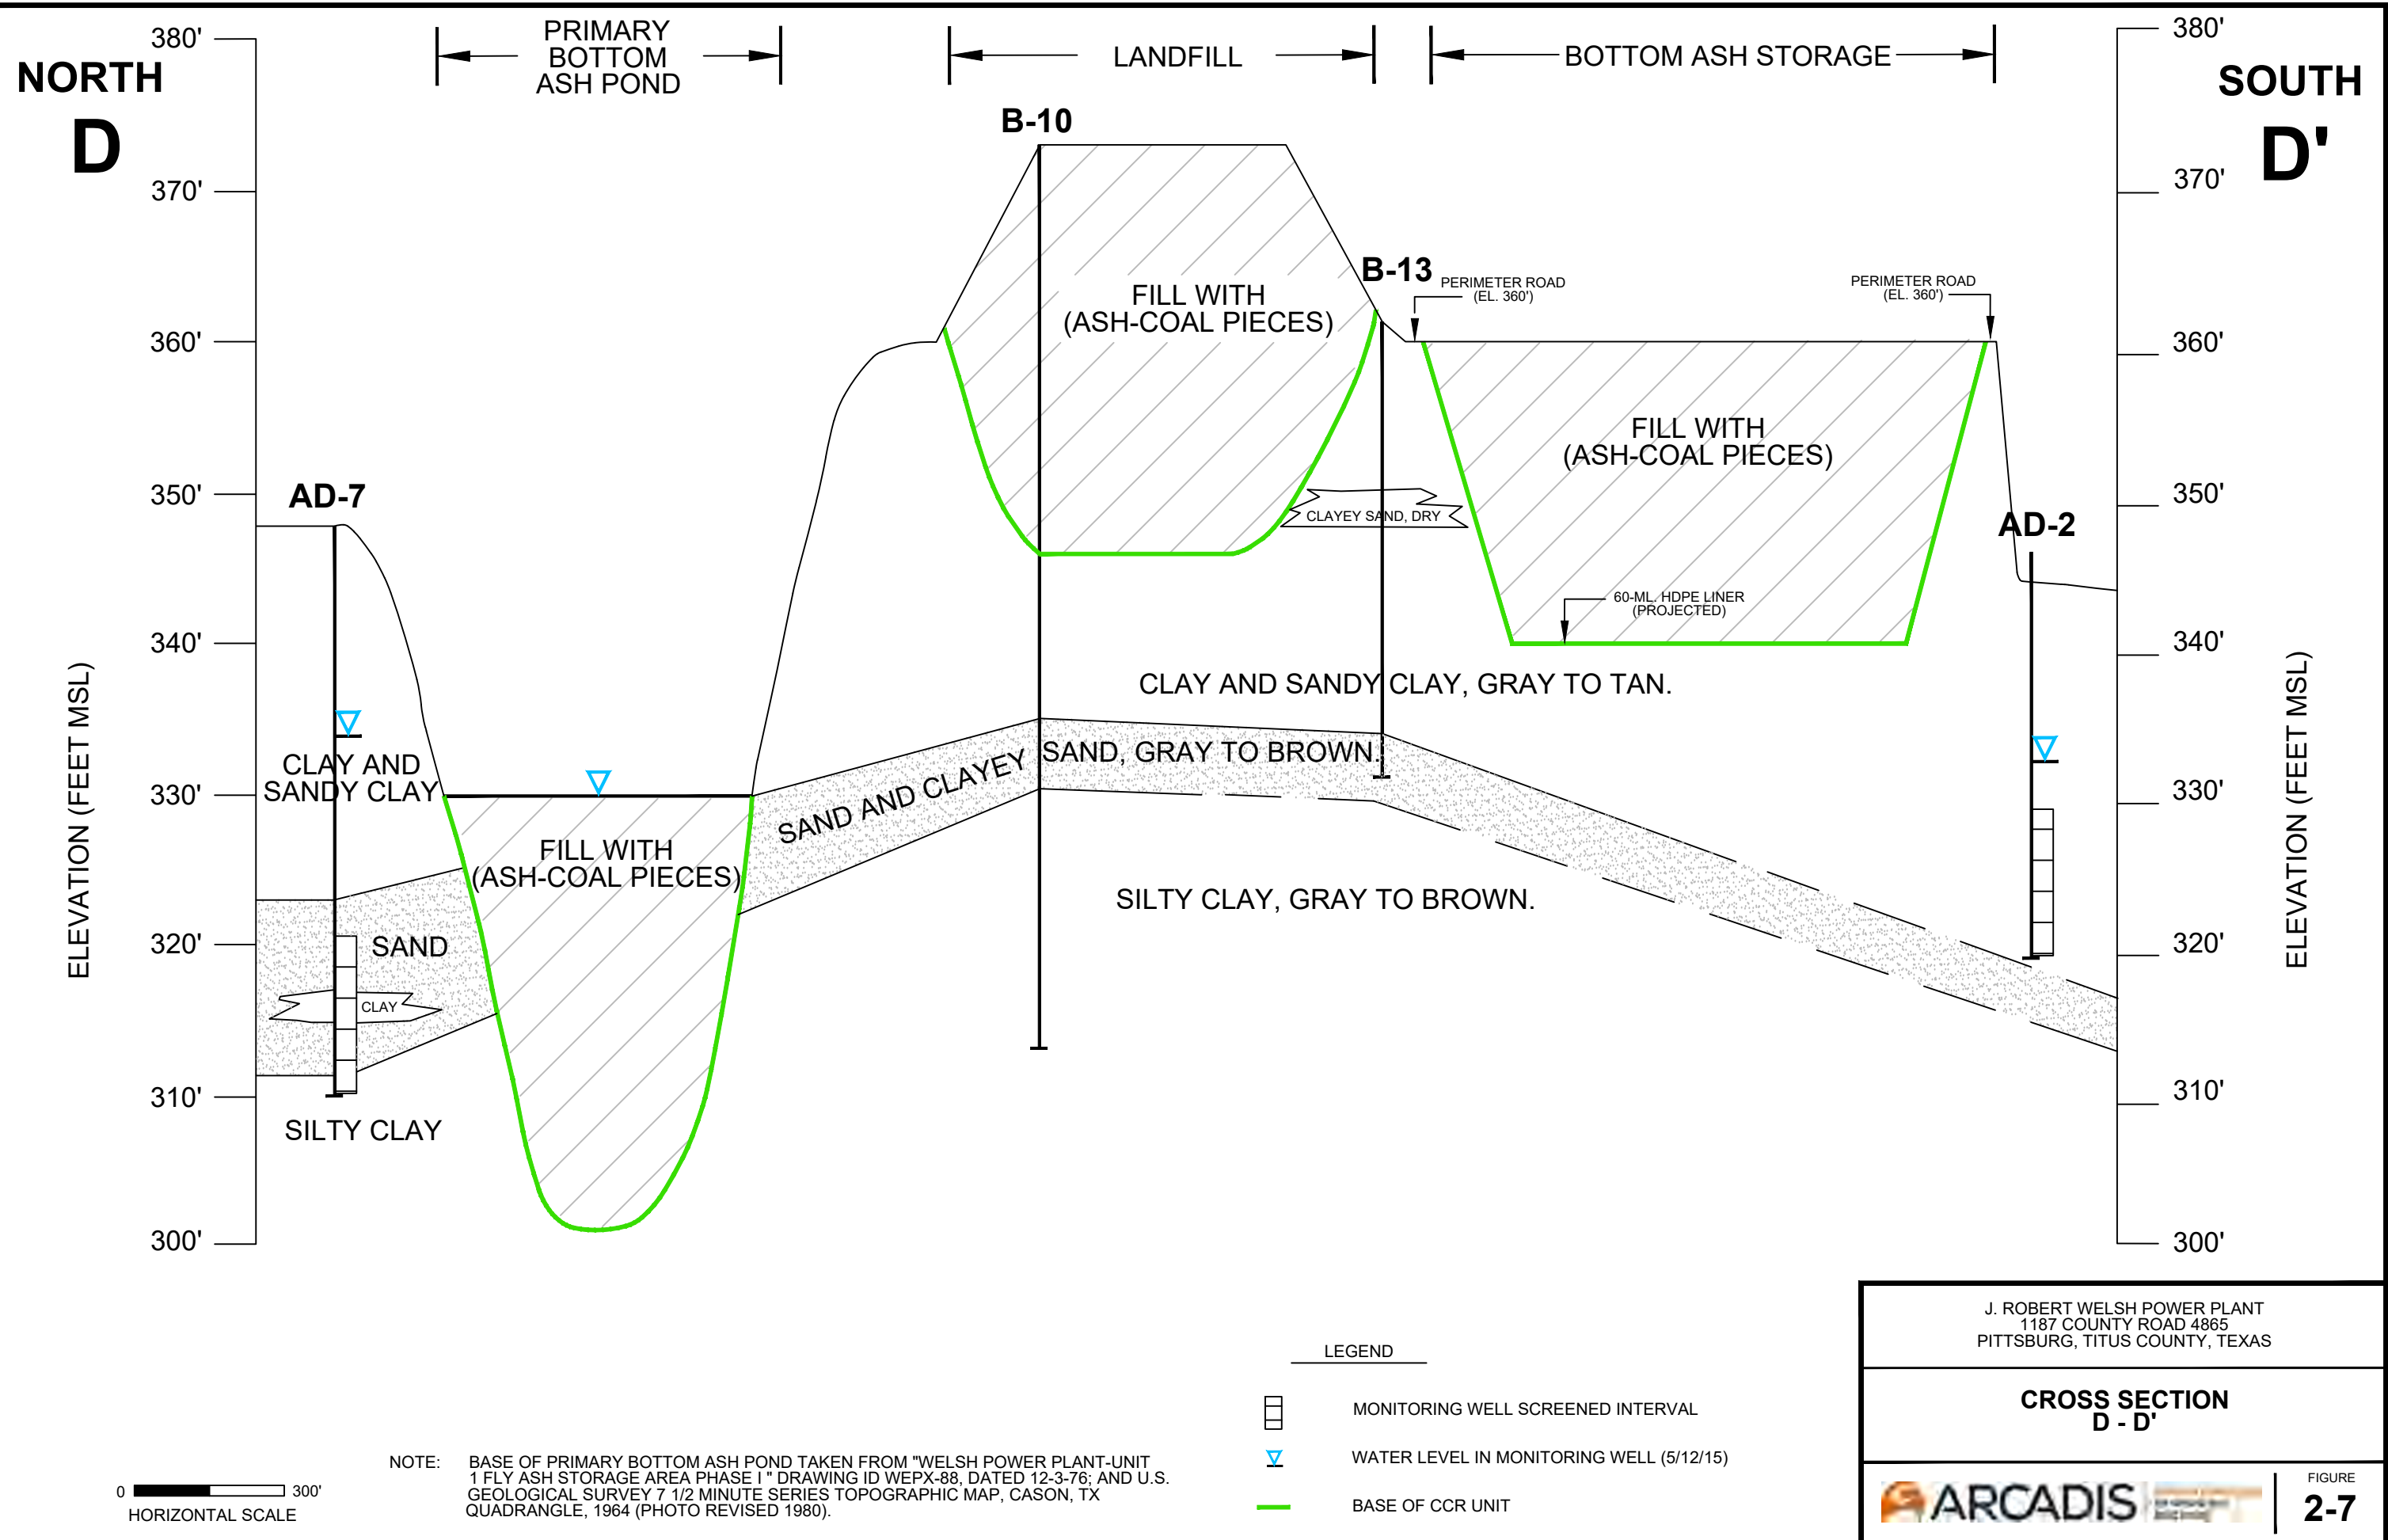 NORTH
D
SOUTH
D'
PRIMARY
BOTTOM
ASH POND
LANDFILL
BOTTOM ASH STORAGE
380'
370'
360'
350'
340'
330'
320'
310'
300'
ELEVATION (FEET MSL)
380'
370'
360'
350'
340'
330'
320'
310'
300'
ELEVATION (FEET MSL)
B-10
B-13
AD-7
AD-2
PERIMETER ROAD
(EL. 360')
PERIMETER ROAD
(EL. 360')
FILL WITH
(ASH-COAL PIECES)
FILL WITH
(ASH-COAL PIECES)
CLAYEY SAND, DRY
60-ML. HDPE LINER
(PROJECTED)
CLAY AND SANDY CLAY, GRAY TO TAN.
SAND AND CLAYEY SAND, GRAY TO BROWN.
CLAY AND
SANDY CLAY
FILL WITH
(ASH-COAL PIECES)
SILTY CLAY, GRAY TO BROWN.
SAND
CLAY
SILTY CLAY
LEGEND
MONITORING WELL SCREENED INTERVAL
WATER LEVEL IN MONITORING WELL (5/12/15)
BASE OF CCR UNIT
0 300'
HORIZONTAL SCALE
NOTE: BASE OF PRIMARY BOTTOM ASH POND TAKEN FROM "WELSH POWER PLANT-UNIT
1 FLY ASH STORAGE AREA PHASE I " DRAWING ID WEPX-88, DATED 12-3-76; AND U.S.
GEOLOGICAL SURVEY 7 1/2 MINUTE SERIES TOPOGRAPHIC MAP, CASON, TX
QUADRANGLE, 1964 (PHOTO REVISED 1980).
J. ROBERT WELSH POWER PLANT
1187 COUNTY ROAD 4865
PITTSBURG, TITUS COUNTY, TEXAS
CROSS SECTION
D - D'
ARCADIS
FIGURE
2-7